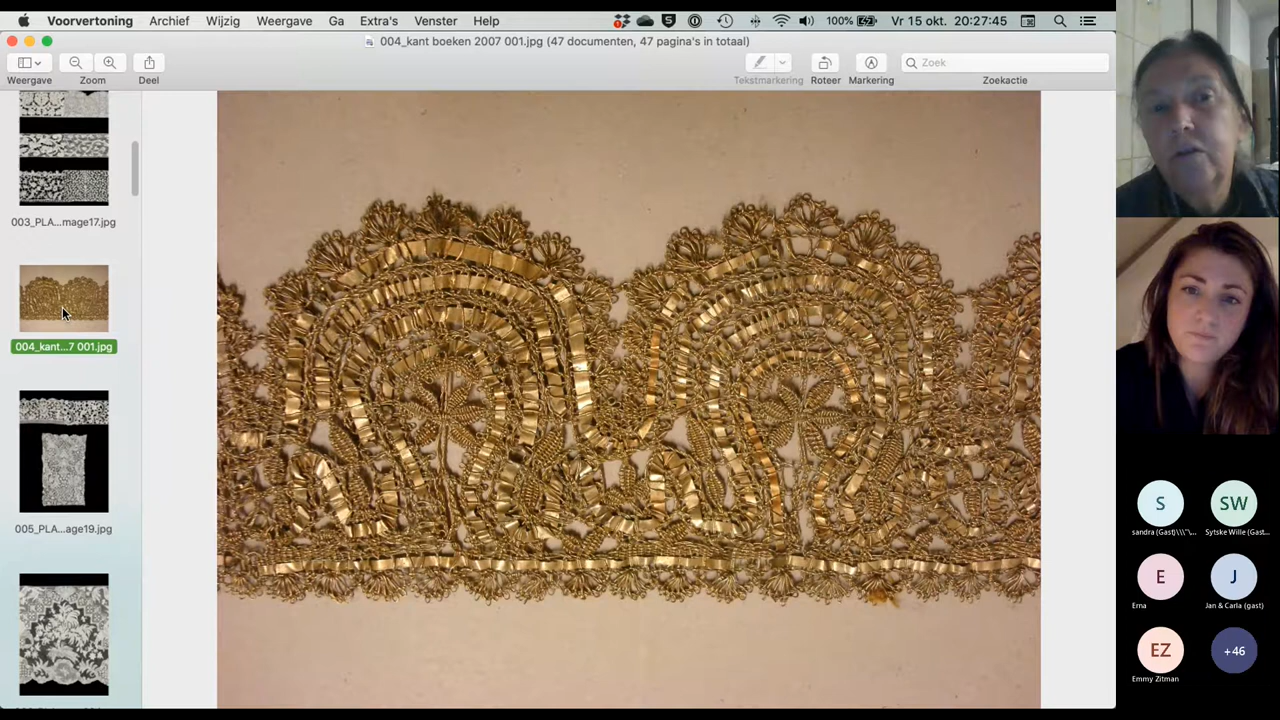 Voorvertoning Archief Wijzig Weergave Ga Extra's Venster Help 100% Vr 15 okt. 20:27:45
004_kant boeken 2007 001.jpg (47 documenten, 47 pagina's in totaal)
Zoek
Weergave Zoom Deel Tekstmarkering Roteer Markering Zoekactie
003_PLA...mage17.jpg
004_kant...7 001.jpg
005_PLA...age19.jpg
S SW
sandra (Gast)\\\"\... Sytske Wille (Gast...
E J
Erna Jan & Carla (gast)
EZ +46
Emmy Zitman